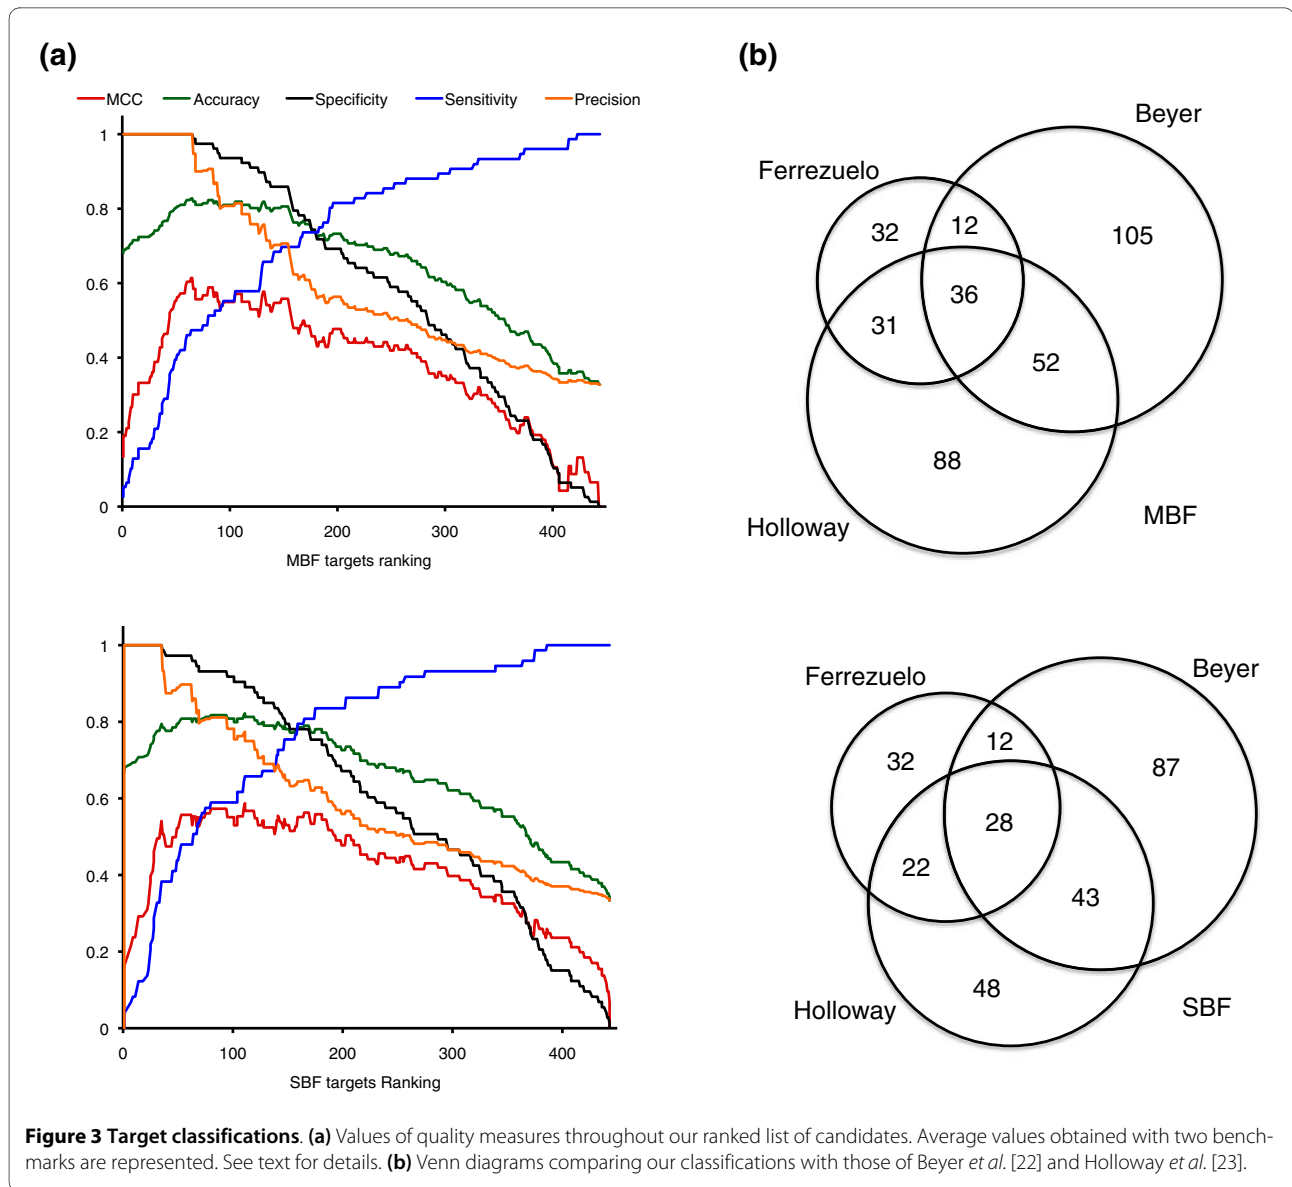 (a)
MCC Accuracy Specificity Sensitivity Precision
1
0.8
0.6
0.4
0.2
0
0 100 200 300 400
MBF targets ranking
(b)
Beyer
Ferrezuelo
32 12 105
36
31
52
88
Holloway
MBF
1
0.8
0.6
0.4
0.2
0
0 100 200 300 400
SBF targets Ranking
Ferrezuelo
Beyer
12
32 87
28
22
43
48
Holloway
SBF
Figure 3 Target classifications. (a) Values of quality measures throughout our ranked list of candidates. Average values obtained with two bench-
marks are represented. See text for details. (b) Venn diagrams comparing our classifications with those of Beyer et al. [22] and Holloway et al. [23].